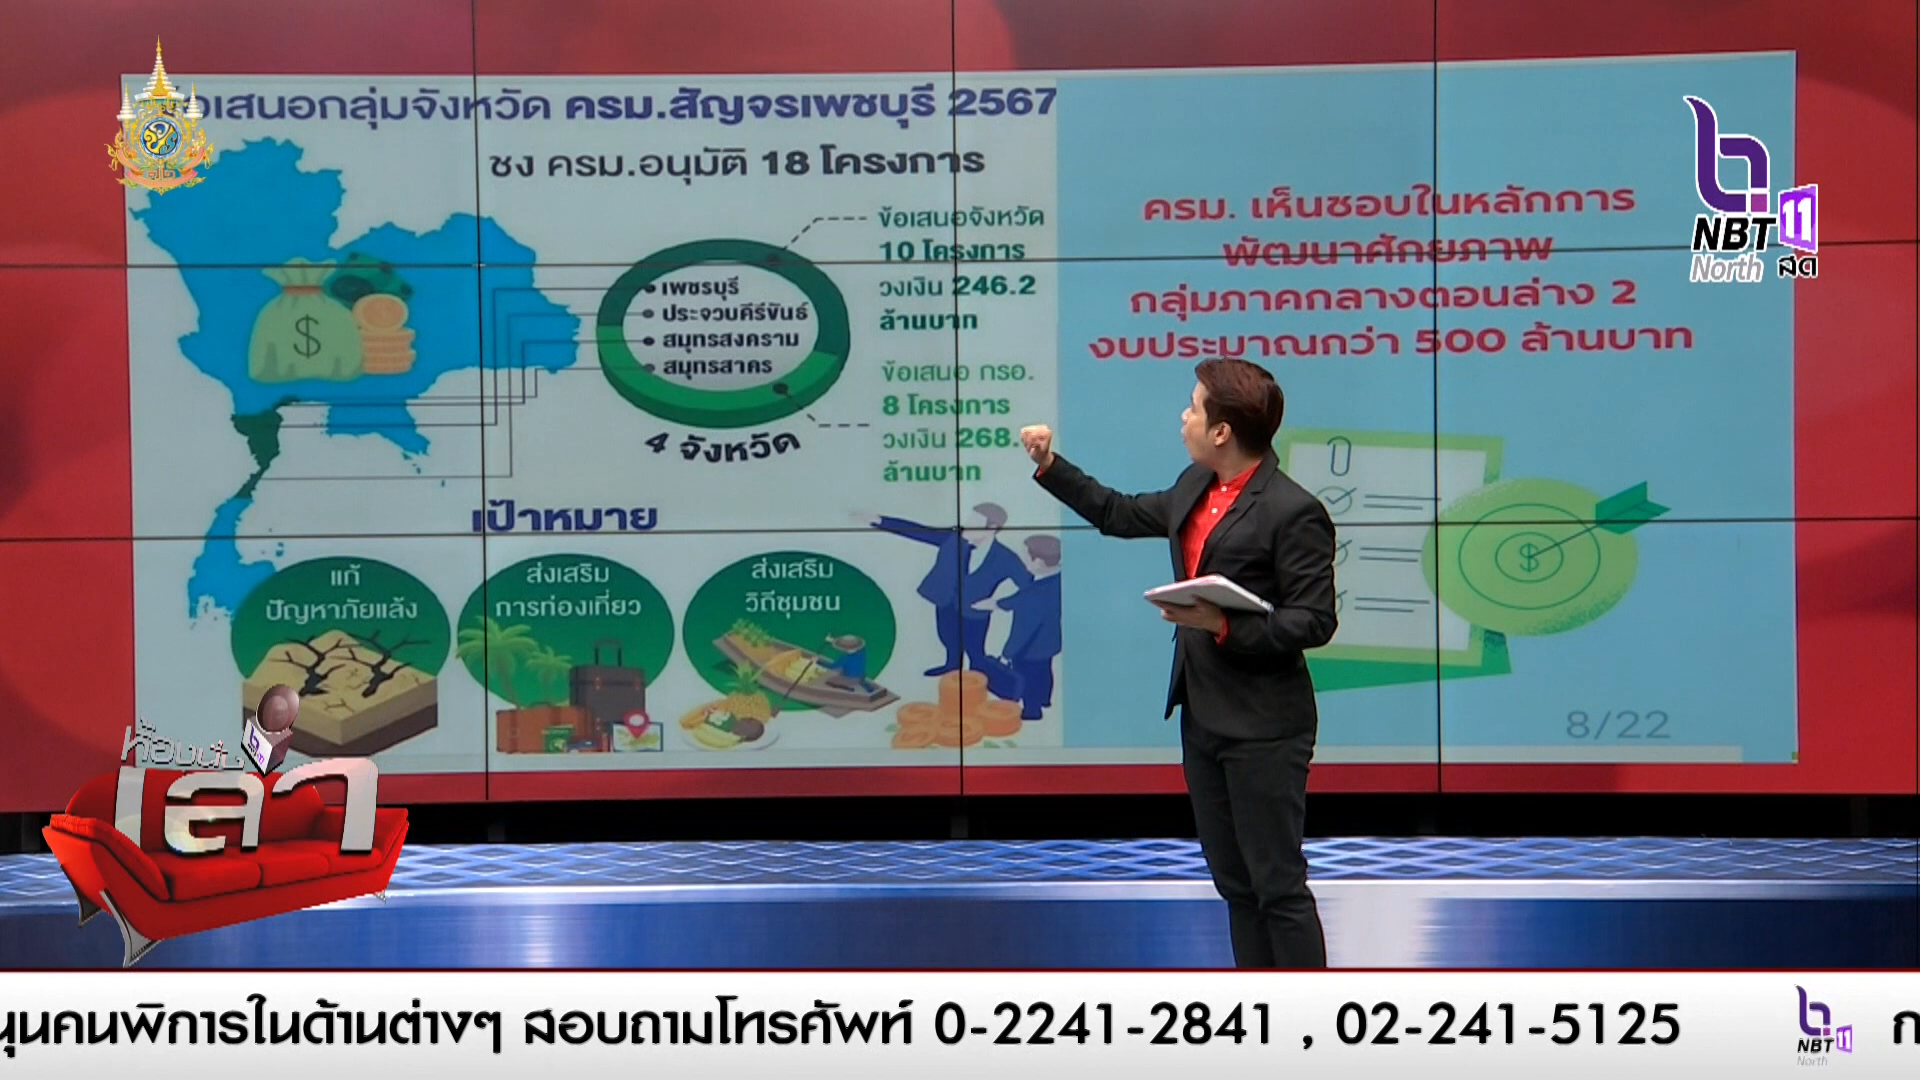 อเสนอกลุ่มจังหวัด ครม.สัญจรเพชบุรี 2567
ชง ครม.อนุมัติ 18 โครงการ
ข้อเสนอจังหวัด
10 โครงการ
วงเงิน 246.2
ล้านบาท
เพชรบุรี
ประจวบคีรีขันธ์
สมุทรสงคราม
สมุทรสาคร
4 จังหวัด
ข้อเสนอ กรอ.
8 โครงการ
วงเงิน 268.
ล้านบาท
เป้าหมาย
แก้
ปัญหาภัยแล้ง
ส่งเสริม
การท่องเที่ยว
ส่งเสริม
วิถีชุมชน
ครม. เห็นชอบในหลักการ
พัฒนาศักยภาพ
กลุ่มภาคกลางตอนล่าง 2
งบประมาณกว่า 500 ล้านบาท
8/22
NBT 11
North สด
ห้องนั่ง
เล่า
นุนคนพิการในด้านต่างๆ สอบถามโทรศัพท์ 0-2241-2841 , 02-241-5125
NBT 11
North
ก